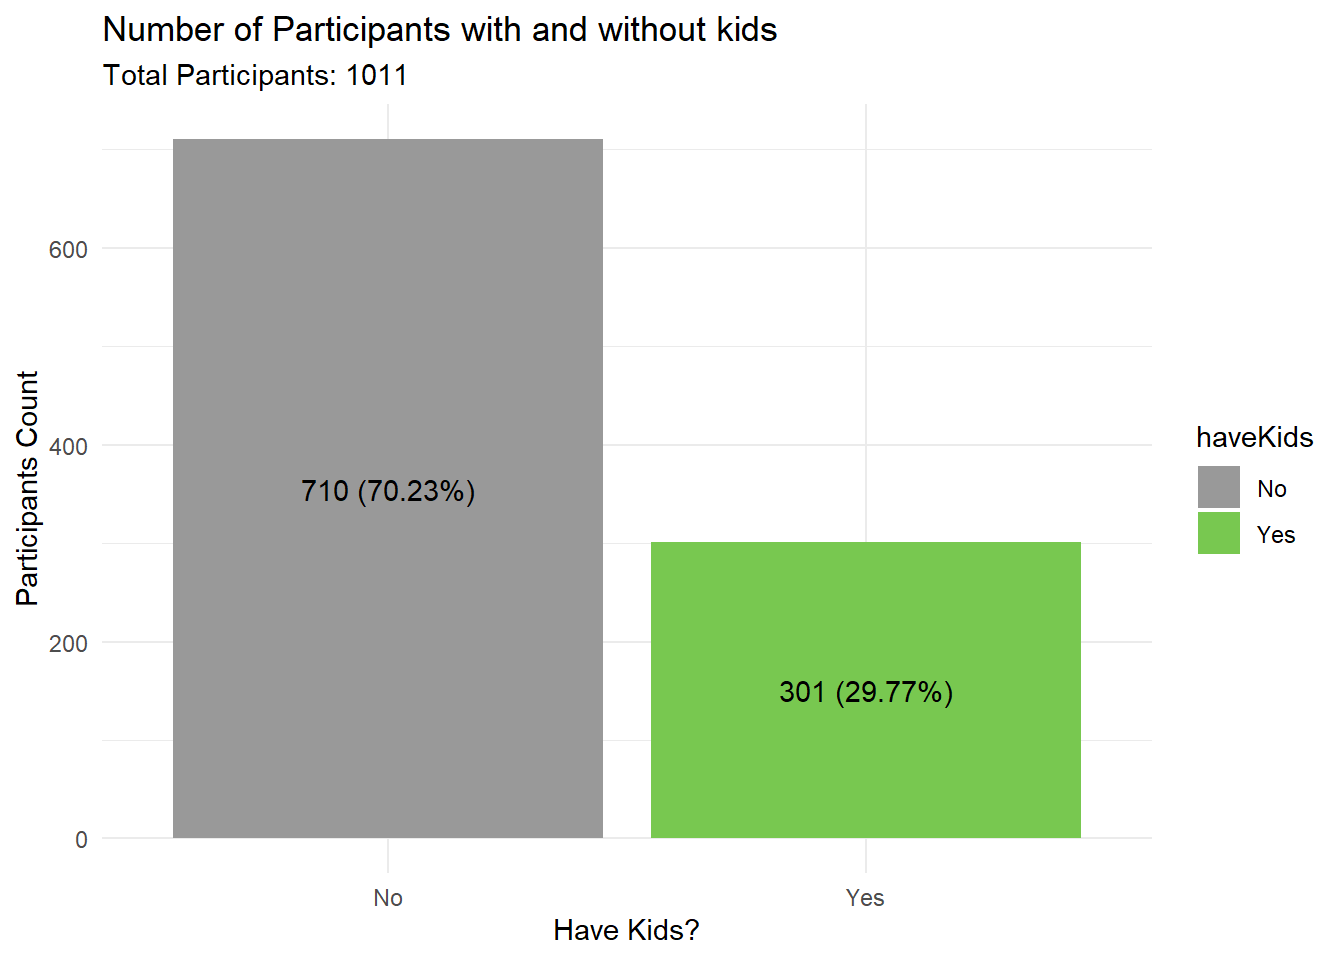 Number of Participants with and without kids
Total Participants: 1011
Participants Count
600
400
200
0
710 (70.23%)
301 (29.77%)
No
Yes
Have Kids?
haveKids
No
Yes